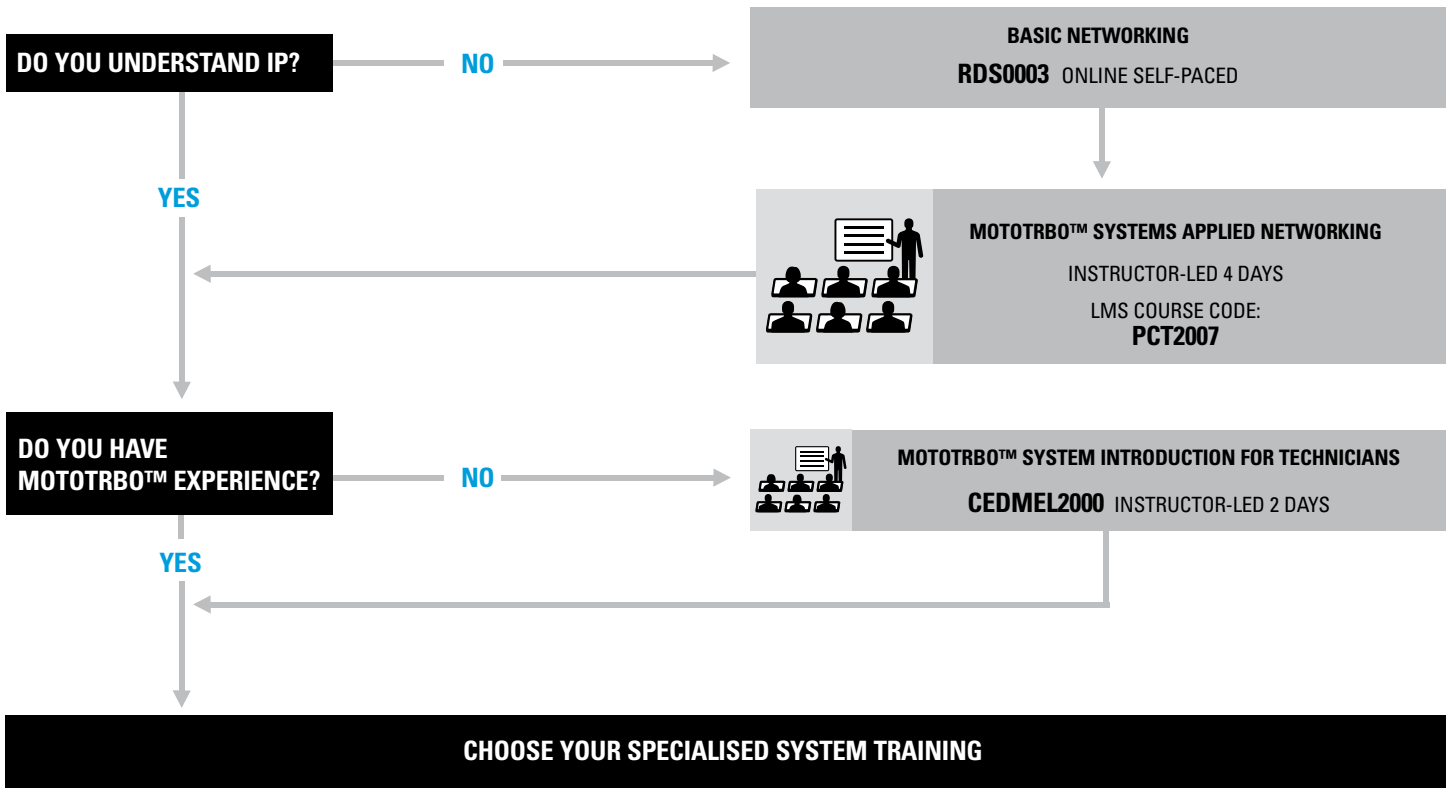 DO YOU UNDERSTAND IP?
NO
BASIC NETWORKING
RDS0003 ONLINE SELF-PACED
YES
MOTOTRBO™ SYSTEMS APPLIED NETWORKING
INSTRUCTOR-LED 4 DAYS
LMS COURSE CODE:
PCT2007
DO YOU HAVE
MOTOTRBO™ EXPERIENCE?
NO
MOTOTRBO™ SYSTEM INTRODUCTION FOR TECHNICIANS
CEDMEL2000 INSTRUCTOR-LED 2 DAYS
YES
CHOOSE YOUR SPECIALISED SYSTEM TRAINING